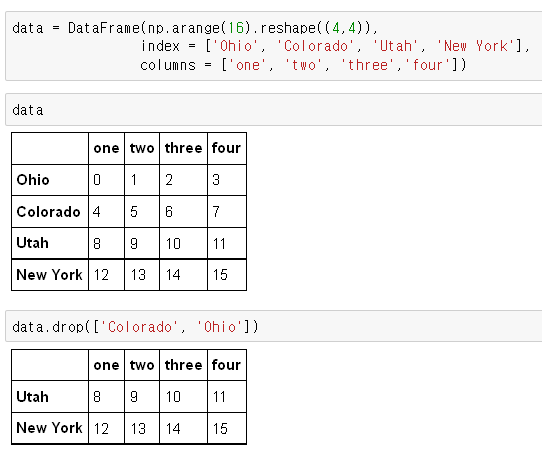 data = DataFrame(np.arange(16).reshape((4,4)),
index = ['Ohio', 'Colorado', 'Utah', 'New York'],
columns = ['one', 'two', 'three','four'])
data
one two three four
Ohio 0 1 2 3
Colorado 4 5 6 7
Utah 8 9 10 11
New York 12 13 14 15
data.drop(['Colorado', 'Ohio'])
one two three four
Utah 8 9 10 11
New York 12 13 14 15